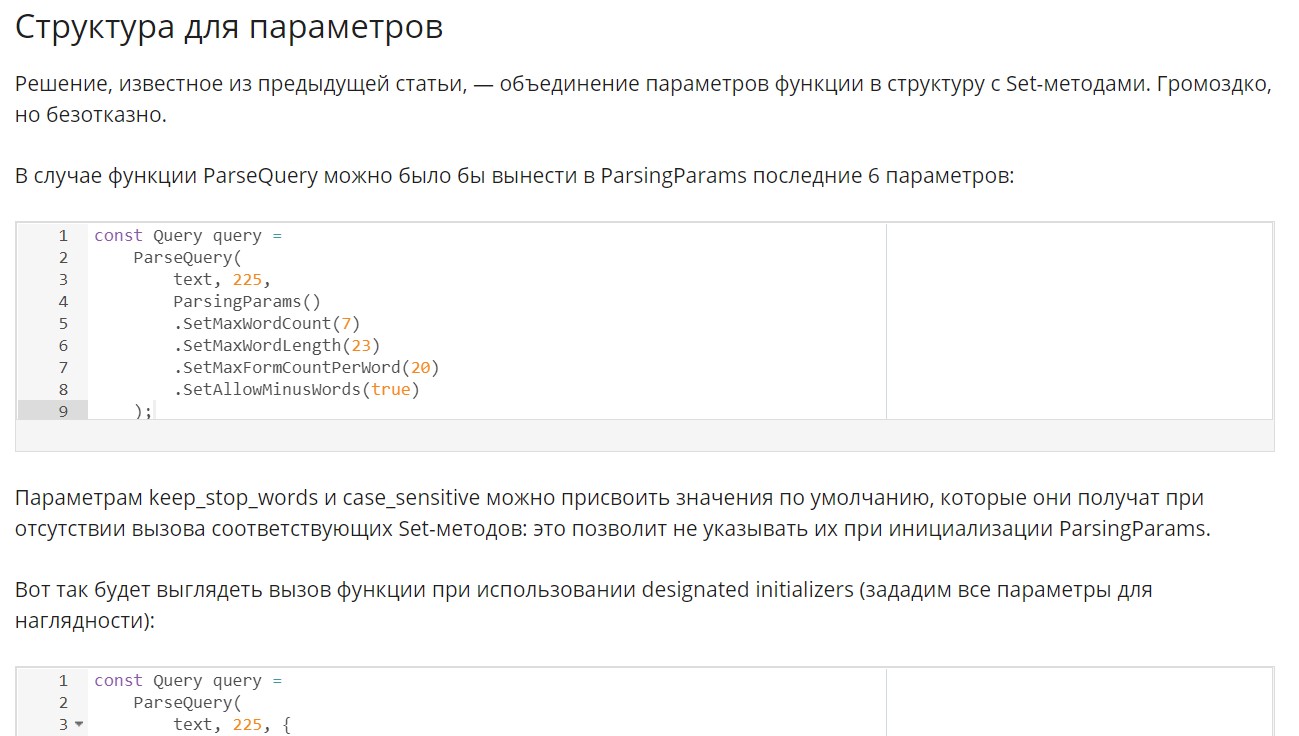 Структура для параметров
Решение, известное из предыдущей статьи, — объединение параметров функции в структуру с Set-методами. Громоздко,
но безотказно.
В случае функции ParseQuery можно было бы вынести в ParsingParams последние 6 параметров:
1 const Query query =
2 ParseQuery(
3 text, 225,
4 ParsingParams()
5 .SetMaxWordCount(7)
6 .SetMaxWordLength(23)
7 .SetMaxFormCountPerWord(20)
8 .SetAllowMinusWords(true)
9 );
Параметрам keep_stop_words и case_sensitive можно присвоить значения по умолчанию, которые они получат при
отсутствии вызова соответствующих Set-методов: это позволит не указывать их при инициализации ParsingParams.
Вот так будет выглядеть вызов функции при использовании designated initializers (зададим все параметры для
наглядности):
1 const Query query =
2 ParseQuery(
3 text, 225, {